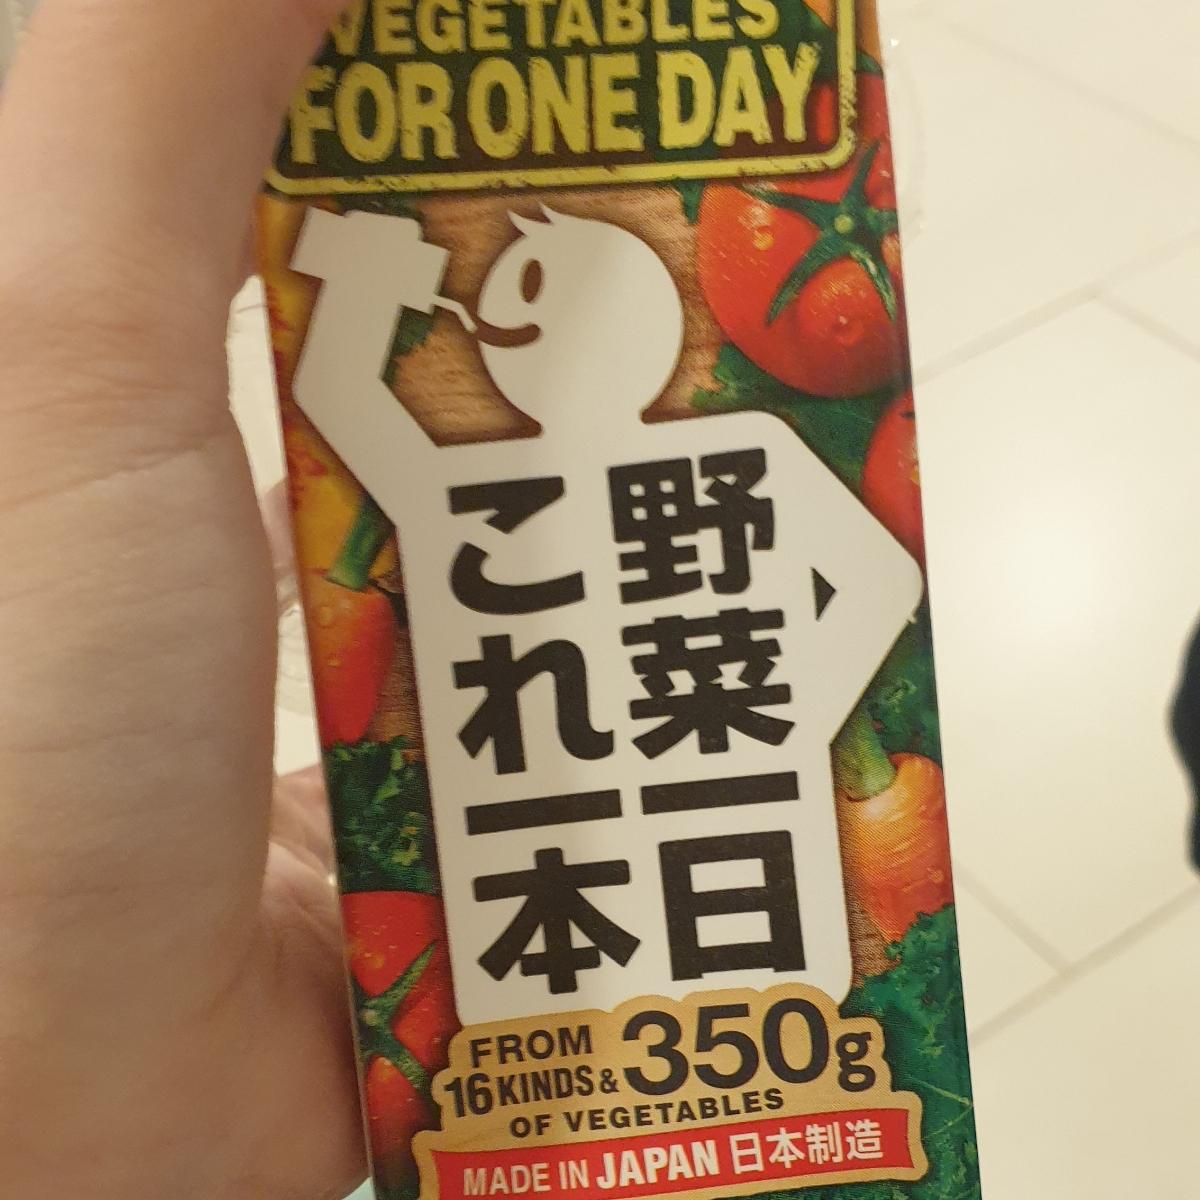 VEGETABLES
FOR ONE DAY
野菜一日
これ一本
FROM
16 KINDS & 350g
OF VEGETABLES
MADE IN JAPAN 日本制造